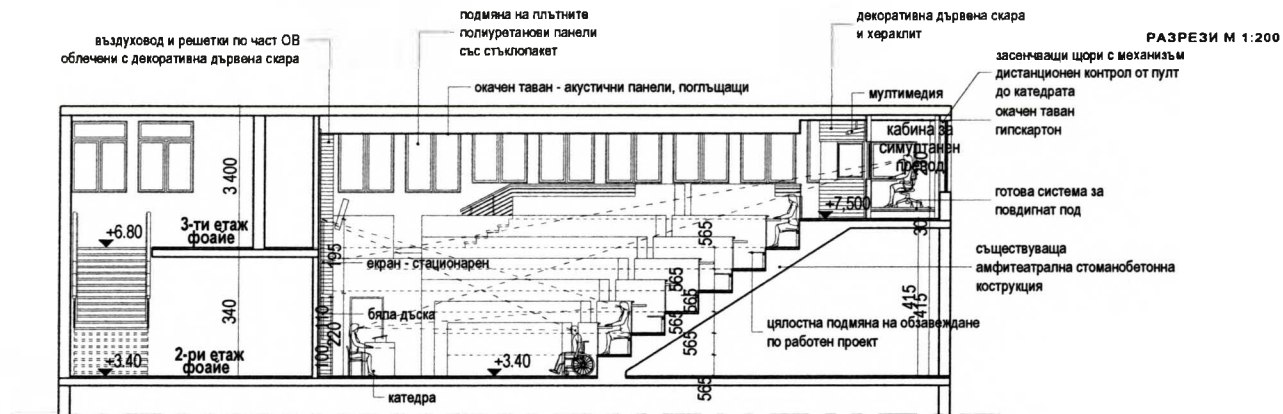 РАЗРЕЗИ М 1:200
въздуховод и решетки по част ОВ
облечени с декоративна дървена скара
подмяна на плътните
полиуретанови панели
със стъклопакет
окачен таван - акустични панели, поглъщащи
декоративна дървена скара
и хераклит
мултимедия
засенчващи щори с механизъм
дистанционен контрол от пулт
до катедрата
окачен таван
гипскартон
кабина за
симултанен
превод
готова система за
повдигнат под
+7,500
30
съществуваща
амфитеатрална стоманобетонна
кострукция
цялостна подмяна на обзавеждане
по работен проект
3 400
+6.80
3-ти етаж
фоайе
340
2-ри етаж
фоайе
+3.40
195
екран - стационарен
110
бяла дъска
220
100
катедра
+3.40
565
565
565
565
565
565
565
415
415